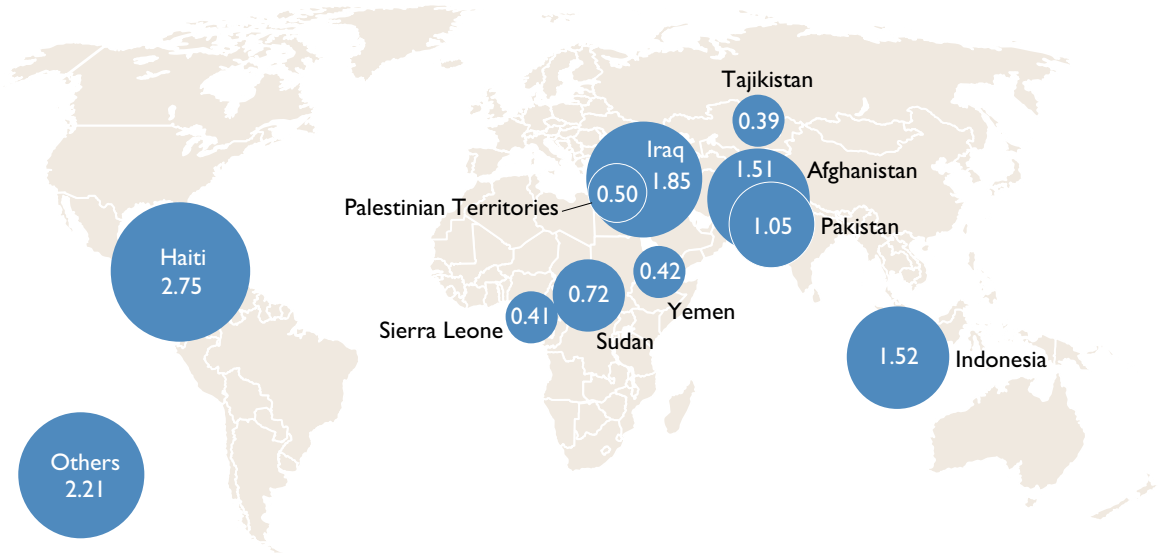 Tajikistan
0.39
Iraq
1.85
1.51
Afghanistan
0.50
Palestinian Territories
1.05
Pakistan
Haiti
2.75
0.42
Yemen
0.72
Sudan
0.41
Sierra Leone
1.52
Indonesia
Others
2.21